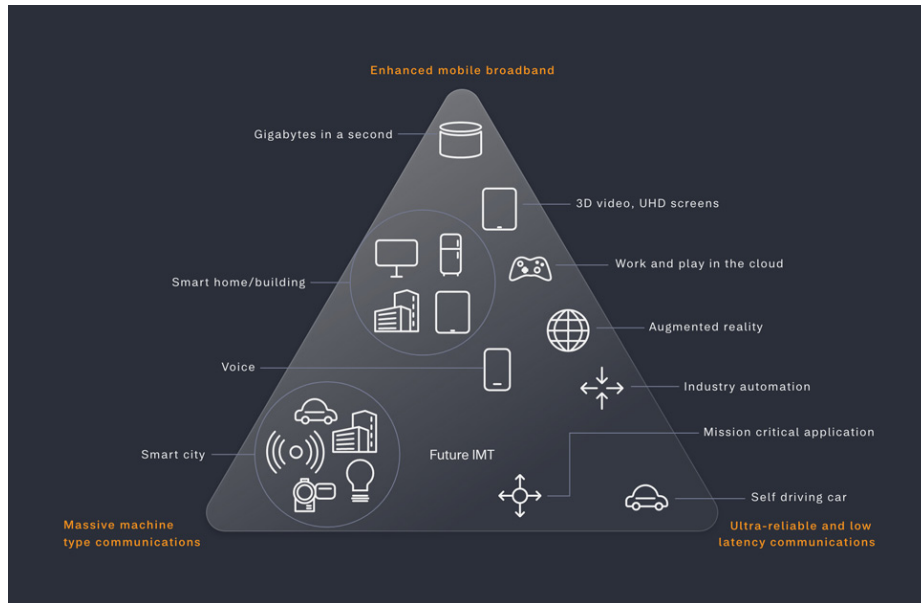 Enhanced mobile broadband
Gigabytes in a second
3D video, UHD screens
Work and play in the cloud
Smart home/building
Augmented reality
Voice
Industry automation
Mission critical application
Smart city
Future IMT
Self driving car
Massive machine
type communications
Ultra-reliable and low
latency communications